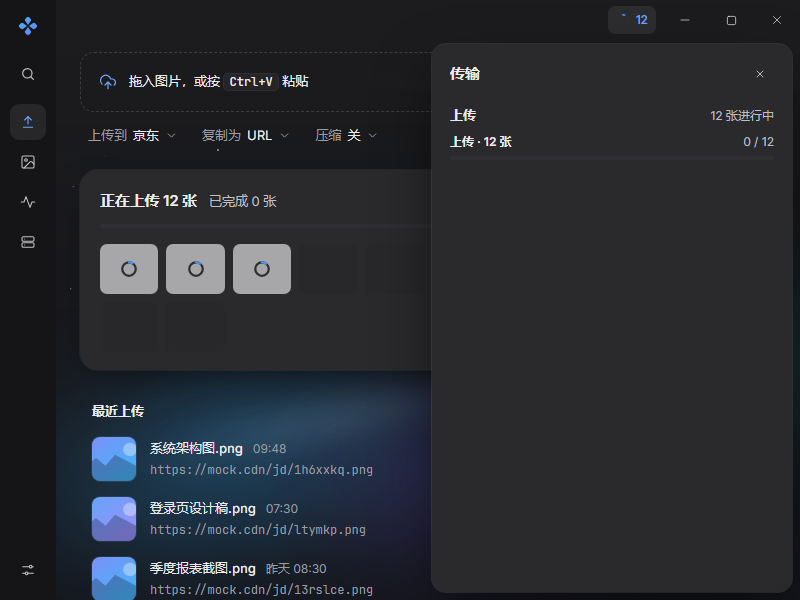 12
拖入图片，或按 Ctrl+V 粘贴
上传到 京东 复制为 URL 压缩 关
正在上传 12 张 已完成 0 张
最近上传
系统架构图.png 09:48
https://mock.cdn/jd/1h6xxkq.png
登录页设计稿.png 07:30
https://mock.cdn/jd/ltymkp.png
季度报表截图.png 昨天 08:30
https://mock.cdn/jd/13rslce.png
传输
上传 12 张进行中
上传 · 12 张 0 / 12